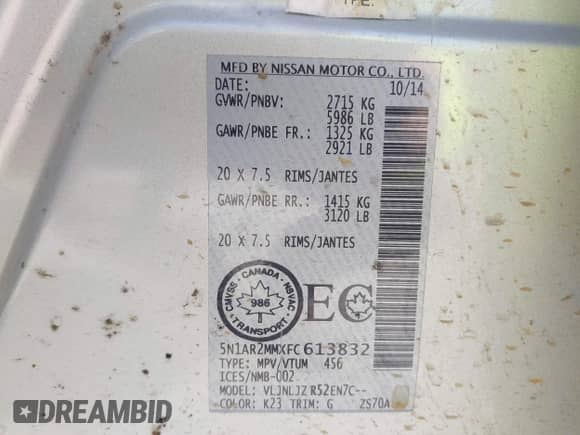 TYPE:
MFD BY NISSAN MOTOR CO., LTD.
DATE: 10/14
GVWR/PNBV: 2715 KG
5986 LB
GAWR/PNBE FR.: 1325 KG
2921 LB
20 X 7.5 RIMS/JANTES
GAWR/PNBE RR.: 1415 KG
3120 LB
20 X 7.5 RIMS/JANTES
CMVSS · CANADA · NSVAC
986
TRANSPORT
EC
5N1AR2MMXFC613832
TYPE: MPV/VTUM 456
ICES/NMB-002
MODEL: VLJNLJZ R52EN7C--
COLOR: K23 TRIM: G ZS70A
DREAMBID